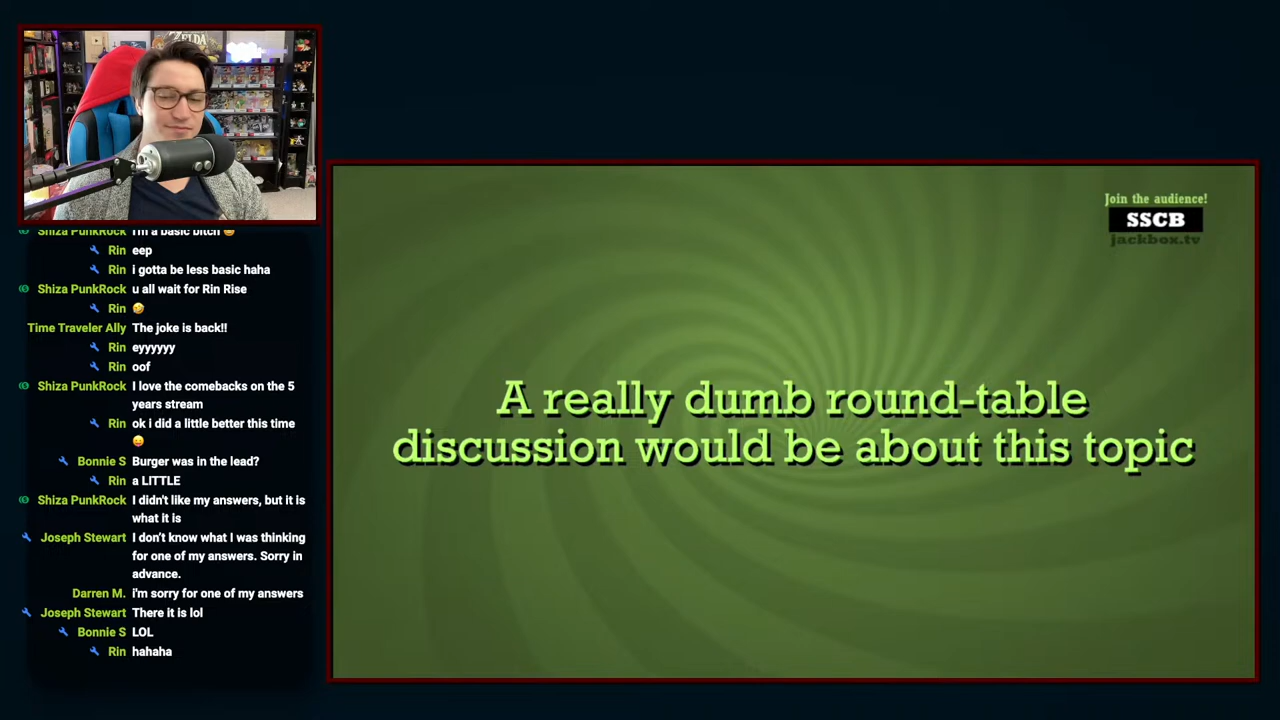 ZELDA
Shiza PunkRock I'm a basic bitch
Rin eep
Rin i gotta be less basic haha
Shiza PunkRock u all wait for Rin Rise
Rin 🤣
Time Traveler Ally The joke is back!!
Rin eyyyyyy
Rin oof
Shiza PunkRock I love the comebacks on the 5
years stream
Rin ok i did a little better this time
😄
Bonnie S Burger was in the lead?
Rin a LITTLE
Shiza PunkRock I didn't like my answers, but it is
what it is
Joseph Stewart I don't know what I was thinking
for one of my answers. Sorry in
advance.
Darren M. i'm sorry for one of my answers
Joseph Stewart There it is lol
Bonnie S LOL
Rin hahaha
Join the audience!
SSCB
jackbox.tv
A really dumb round-table
discussion would be about this topic